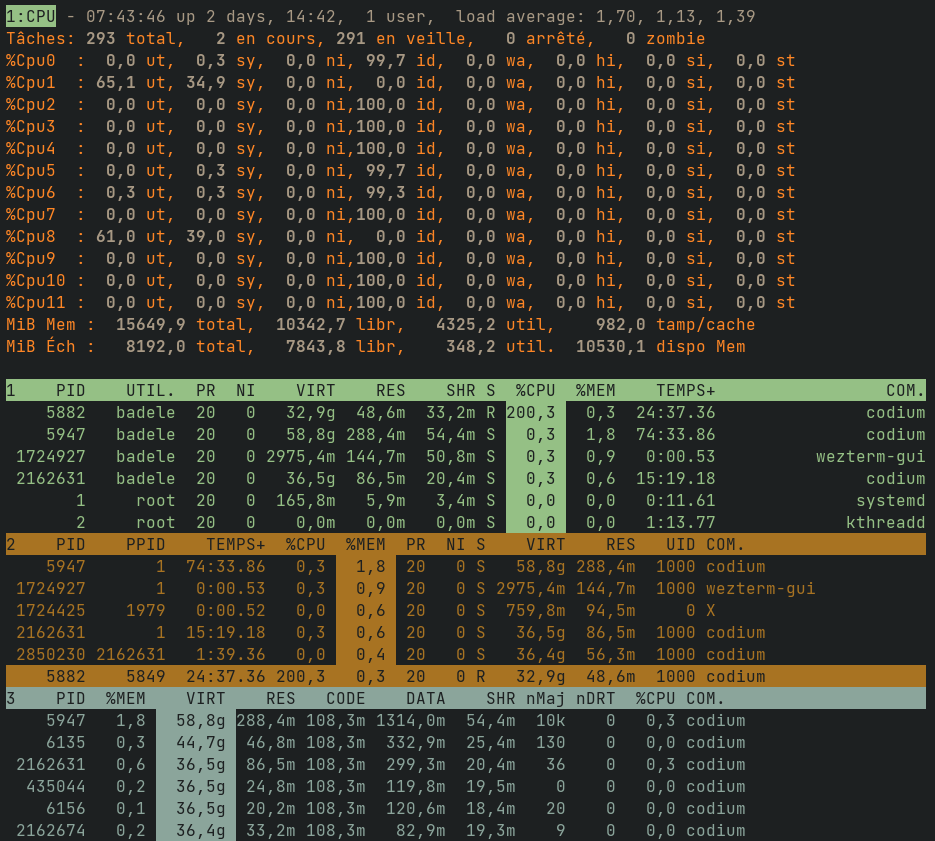 1:CPU - 07:43:46 up 2 days, 14:42,  1 user,  load average: 1,70, 1,13, 1,39
Tâches: 293 total,   2 en cours, 291 en veille,   0 arrêté,   0 zombie
%Cpu0  :  0,0 ut,  0,3 sy,  0,0 ni, 99,7 id,  0,0 wa,  0,0 hi,  0,0 si,  0,0 st
%Cpu1  : 65,1 ut, 34,9 sy,  0,0 ni,  0,0 id,  0,0 wa,  0,0 hi,  0,0 si,  0,0 st
%Cpu2  :  0,0 ut,  0,0 sy,  0,0 ni,100,0 id,  0,0 wa,  0,0 hi,  0,0 si,  0,0 st
%Cpu3  :  0,0 ut,  0,0 sy,  0,0 ni,100,0 id,  0,0 wa,  0,0 hi,  0,0 si,  0,0 st
%Cpu4  :  0,0 ut,  0,0 sy,  0,0 ni,100,0 id,  0,0 wa,  0,0 hi,  0,0 si,  0,0 st
%Cpu5  :  0,0 ut,  0,3 sy,  0,0 ni, 99,7 id,  0,0 wa,  0,0 hi,  0,0 si,  0,0 st
%Cpu6  :  0,3 ut,  0,3 sy,  0,0 ni, 99,3 id,  0,0 wa,  0,0 hi,  0,0 si,  0,0 st
%Cpu7  :  0,0 ut,  0,0 sy,  0,0 ni,100,0 id,  0,0 wa,  0,0 hi,  0,0 si,  0,0 st
%Cpu8  : 61,0 ut, 39,0 sy,  0,0 ni,  0,0 id,  0,0 wa,  0,0 hi,  0,0 si,  0,0 st
%Cpu9  :  0,0 ut,  0,0 sy,  0,0 ni,100,0 id,  0,0 wa,  0,0 hi,  0,0 si,  0,0 st
%Cpu10 :  0,0 ut,  0,0 sy,  0,0 ni,100,0 id,  0,0 wa,  0,0 hi,  0,0 si,  0,0 st
%Cpu11 :  0,0 ut,  0,0 sy,  0,0 ni,100,0 id,  0,0 wa,  0,0 hi,  0,0 si,  0,0 st
MiB Mem :  15649,9 total,  10342,7 libr,   4325,2 util,    982,0 tamp/cache
MiB Éch :   8192,0 total,   7843,8 libr,    348,2 util.  10530,1 dispo Mem
1    PID    UTIL.  PR  NI    VIRT    RES    SHR S  %CPU  %MEM    TEMPS+                 COM.
5882   badele  20   0   32,9g  48,6m  33,2m R 200,3   0,3  24:37.36               codium
5947   badele  20   0   58,8g 288,4m  54,4m S   0,3   1,8  74:33.86               codium
1724927   badele  20   0 2975,4m 144,7m  50,8m S   0,3   0,9   0:00.53          wezterm-gui
2162631   badele  20   0   36,5g  86,5m  20,4m S   0,3   0,6  15:19.18               codium
1     root  20   0  165,8m   5,9m   3,4m S   0,0   0,0   0:11.61              systemd
2     root  20   0    0,0m   0,0m   0,0m S   0,0   0,0   1:13.77             kthreadd
2    PID    PPID    TEMPS+  %CPU  %MEM  PR  NI S    VIRT    RES   UID COM.
5947       1  74:33.86   0,3   1,8  20   0 S   58,8g 288,4m  1000 codium
1724927       1   0:00.53   0,3   0,9  20   0 S 2975,4m 144,7m  1000 wezterm-gui
1724425    1979   0:00.52   0,0   0,6  20   0 S  759,8m  94,5m     0 X
2162631       1  15:19.18   0,3   0,6  20   0 S   36,5g  86,5m  1000 codium
2850230 2162631   1:39.36   0,0   0,4  20   0 S   36,4g  56,3m  1000 codium
5882    5849  24:37.36 200,3   0,3  20   0 R   32,9g  48,6m  1000 codium
3    PID  %MEM    VIRT    RES   CODE    DATA    SHR nMaj nDRT  %CPU COM.
5947   1,8   58,8g 288,4m 108,3m 1314,0m  54,4m  10k    0   0,3 codium
6135   0,3   44,7g  46,8m 108,3m  332,9m  25,4m  130    0   0,0 codium
2162631   0,6   36,5g  86,5m 108,3m  299,3m  20,4m   36    0   0,3 codium
435044   0,2   36,5g  24,8m 108,3m  119,8m  19,5m    0    0   0,0 codium
6156   0,1   36,5g  20,2m 108,3m  120,6m  18,4m   20    0   0,0 codium
2162674   0,2   36,4g  33,2m 108,3m   82,9m  19,3m    9    0   0,0 codium